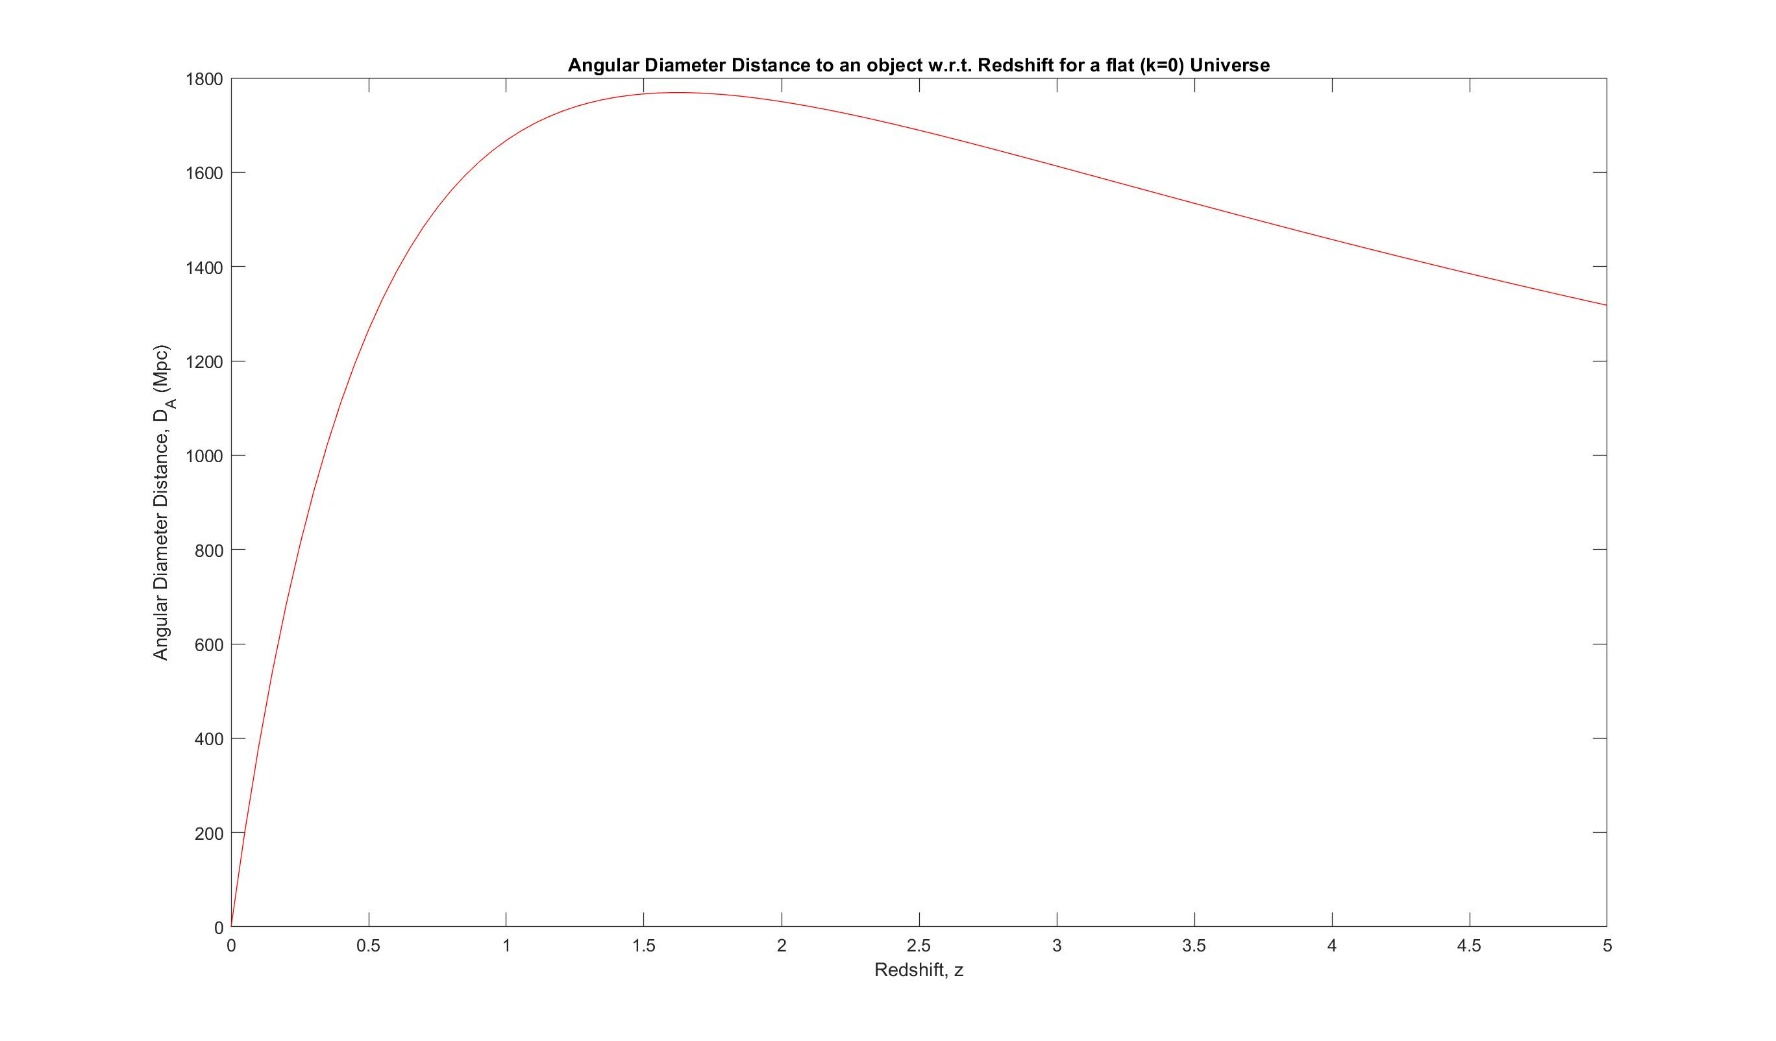 Angular Diameter Distance to an object w.r.t. Redshift for a flat (k=0) Universe
1800
1600
1400
1200
1000
800
600
400
200
0
Angular Diameter Distance, D_A (Mpc)
0 0.5 1 1.5 2 2.5 3 3.5 4 4.5 5
Redshift, z